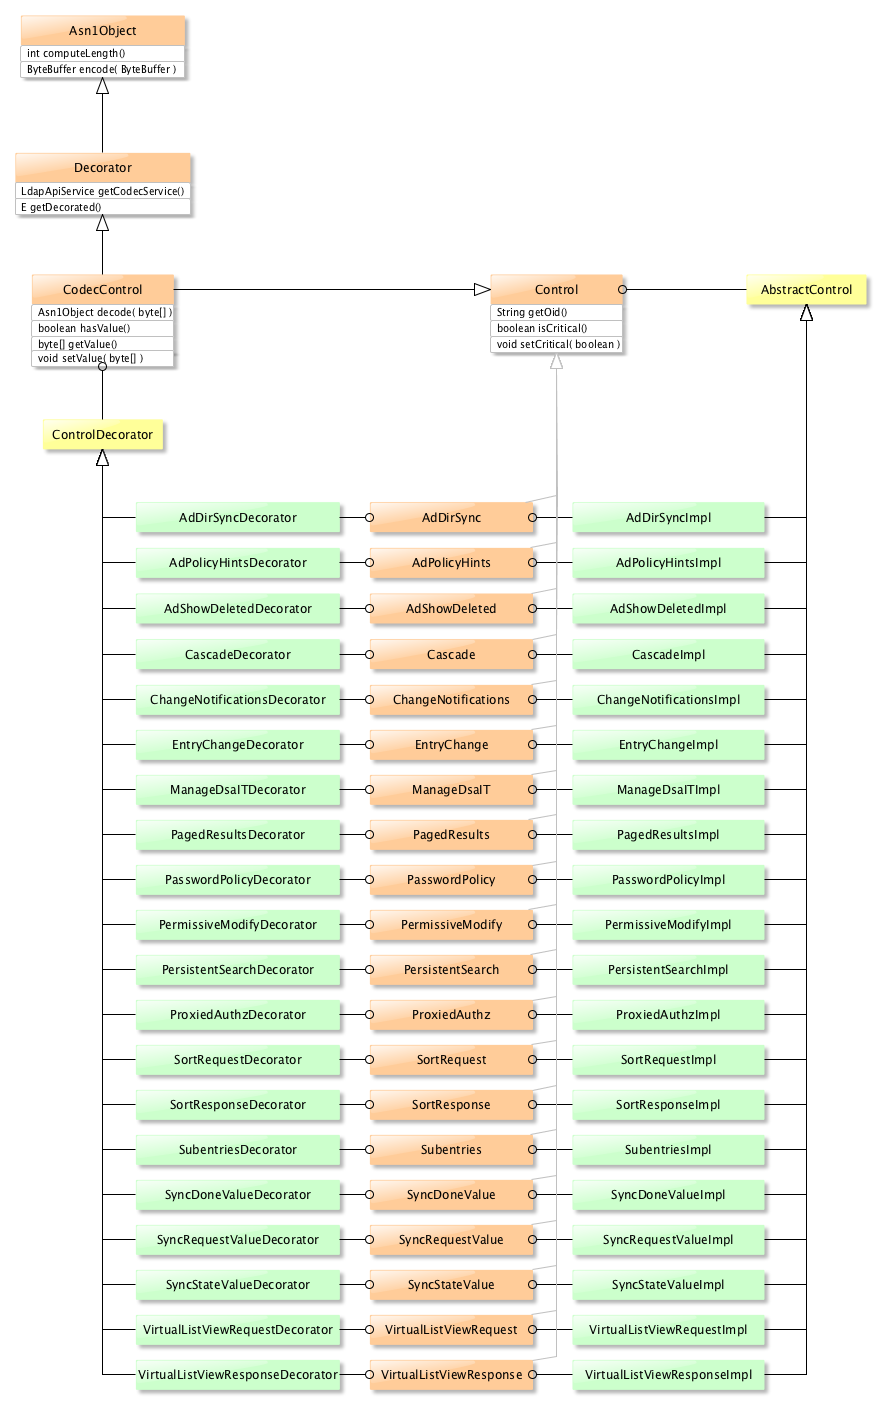 Asn1Object
int computeLength()
ByteBuffer encode( ByteBuffer )
Decorator
LdapApiService getCodecService()
E getDecorated()
CodecControl
Asn1Object decode( byte[] )
boolean hasValue()
byte[] getValue()
void setValue( byte[] )
Control
String getOid()
boolean isCritical()
void setCritical( boolean )
AbstractControl
ControlDecorator
AdDirSyncDecorator
AdDirSync
AdDirSyncImpl
AdPolicyHintsDecorator
AdPolicyHints
AdPolicyHintsImpl
AdShowDeletedDecorator
AdShowDeleted
AdShowDeletedImpl
CascadeDecorator
Cascade
CascadeImpl
ChangeNotificationsDecorator
ChangeNotifications
ChangeNotificationsImpl
EntryChangeDecorator
EntryChange
EntryChangeImpl
ManageDsaITDecorator
ManageDsaIT
ManageDsaITImpl
PagedResultsDecorator
PagedResults
PagedResultsImpl
PasswordPolicyDecorator
PasswordPolicy
PasswordPolicyImpl
PermissiveModifyDecorator
PermissiveModify
PermissiveModifyImpl
PersistentSearchDecorator
PersistentSearch
PersistentSearchImpl
ProxiedAuthzDecorator
ProxiedAuthz
ProxiedAuthzImpl
SortRequestDecorator
SortRequest
SortRequestImpl
SortResponseDecorator
SortResponse
SortResponseImpl
SubentriesDecorator
Subentries
SubentriesImpl
SyncDoneValueDecorator
SyncDoneValue
SyncDoneValueImpl
SyncRequestValueDecorator
SyncRequestValue
SyncRequestValueImpl
SyncStateValueDecorator
SyncStateValue
SyncStateValueImpl
VirtualListViewRequestDecorator
VirtualListViewRequest
VirtualListViewRequestImpl
VirtualListViewResponseDecorator
VirtualListViewResponse
VirtualListViewResponseImpl